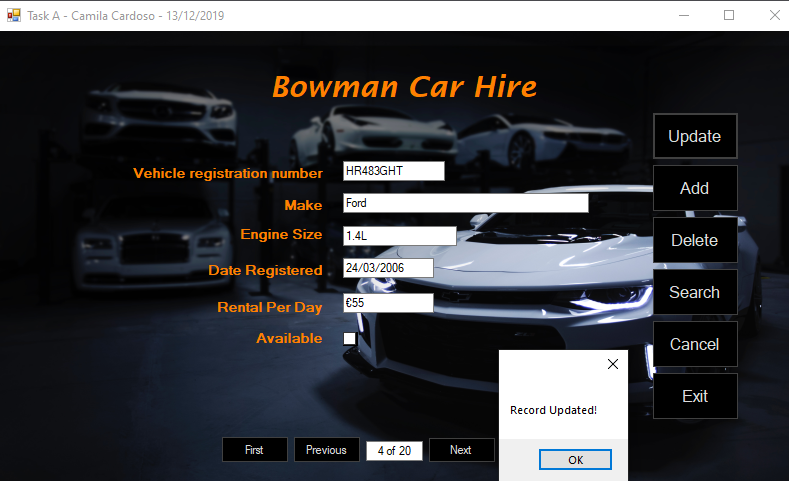 Task A - Camila Cardoso - 13/12/2019
Bowman Car Hire
Vehicle registration number HR483GHT
Make Ford
Engine Size 1.4L
Date Registered 24/03/2006
Rental Per Day €55
Available
Update
Add
Delete
Search
Cancel
Exit
Record Updated!
OK
First Previous 4 of 20 Next